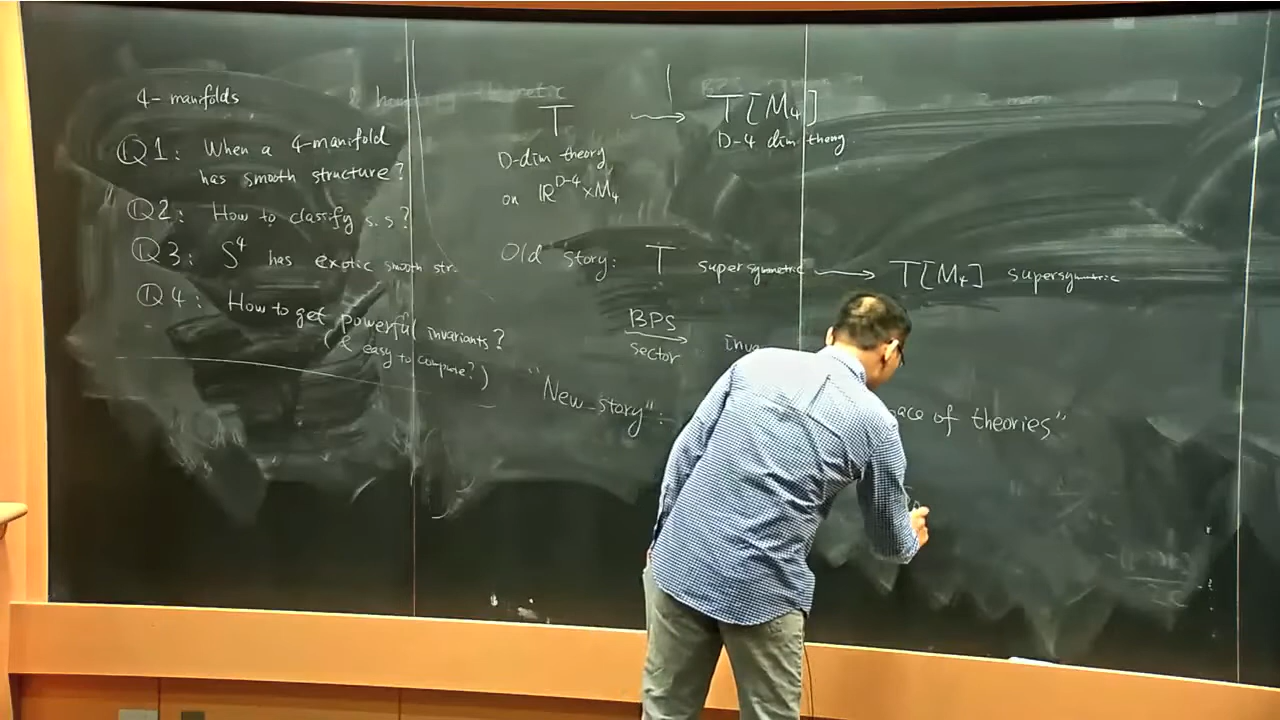 4-manifolds
Q1: When a 4-manifold
has smooth structure?
Q2: How to classify s.s?
Q3: S⁴ has exotic smooth str.
Q4: How to get powerful invariants?
(& easy to compute?)
T ⟿ T[M₄]
D-dim theory
on ℝ^{D-4}×M₄
D-4 dim theory
Old story: T supersymmetric ⟿ T[M₄] supersymmetric
BPS
sector
"New story":
of theories"